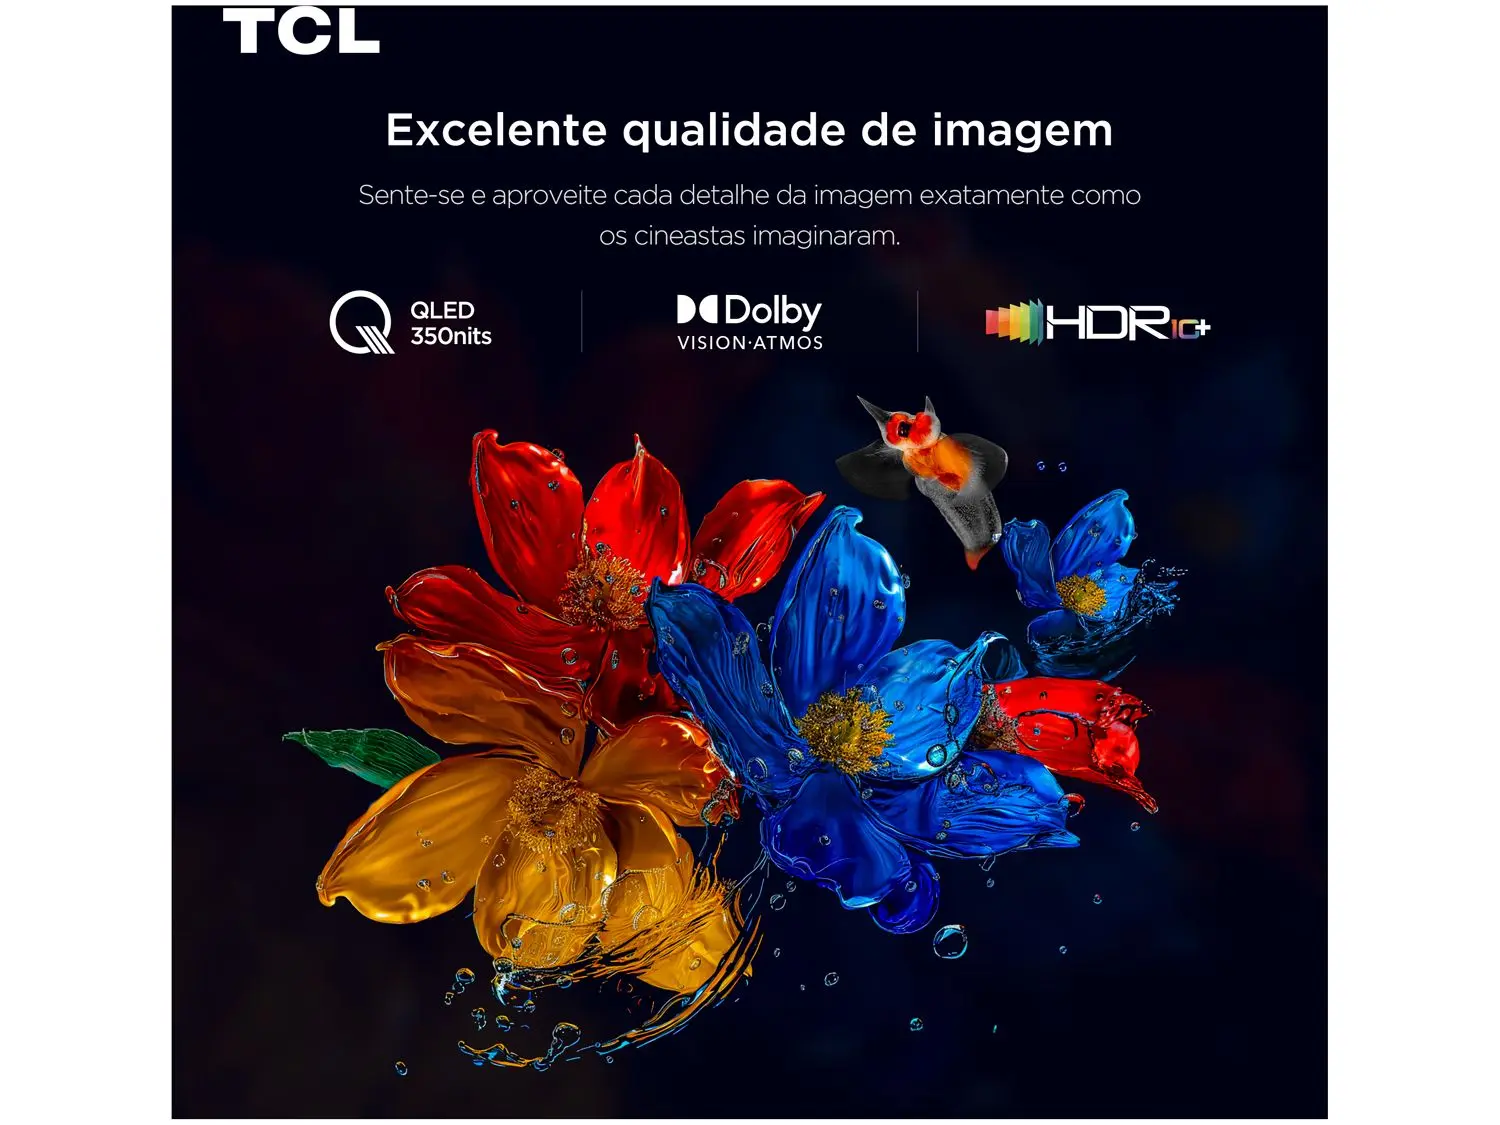 TCL
Excelente qualidade de imagem
Sente-se e aproveite cada detalhe da imagem exatamente como
os cineastas imaginaram.
QLED
350nits
Dolby
VISION·ATMOS
HDR10+